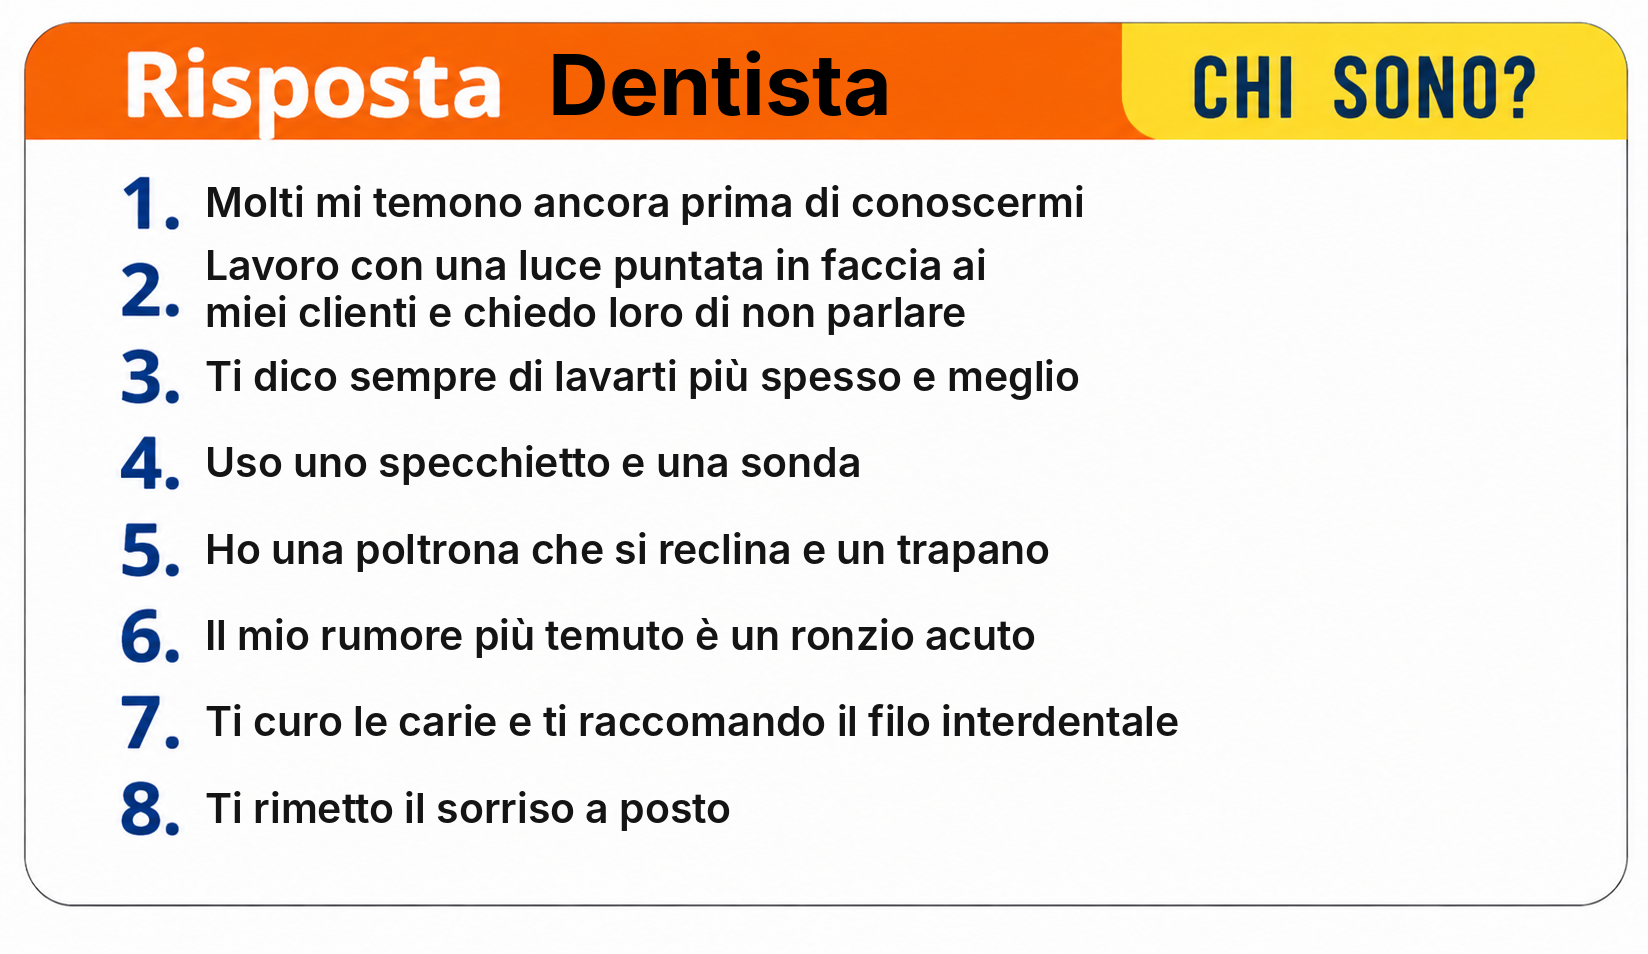 Risposta Dentista CHI SONO?
1. Molti mi temono ancora prima di conoscermi
2. Lavoro con una luce puntata in faccia ai
miei clienti e chiedo loro di non parlare
3. Ti dico sempre di lavarti più spesso e meglio
4. Uso uno specchietto e una sonda
5. Ho una poltrona che si reclina e un trapano
6. Il mio rumore più temuto è un ronzio acuto
7. Ti curo le carie e ti raccomando il filo interdentale
8. Ti rimetto il sorriso a posto